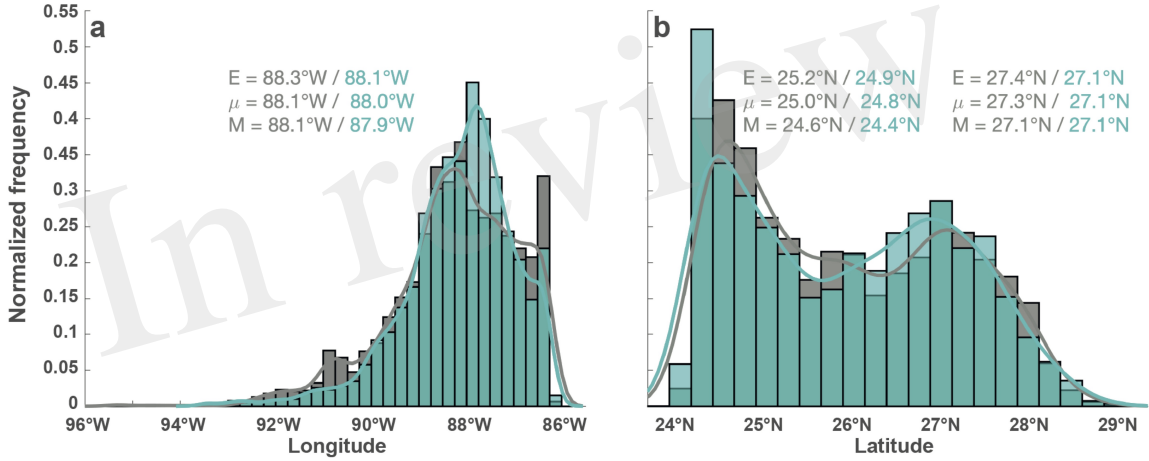 a
b
0.55
0.5
0.45
0.4
0.45
0.3
0.25
0.2
0.15
0.1
0.05
0
Normalized frequency
E = 88.3°W / 88.1°W
μ = 88.1°W / 88.0°W
M = 88.1°W / 87.9°W
E = 25.2°N / 24.9°N
μ = 25.0°N / 24.8°N
M = 24.6°N / 24.4°N
E = 27.4°N / 27.1°N
μ = 27.3°N / 27.1°N
M = 27.1°N / 27.1°N
In review
96°W 94°W 92°W 90°W 88°W 86°W
Longitude
24°N 25°N 26°N 27°N 28°N 29°N
Latitude